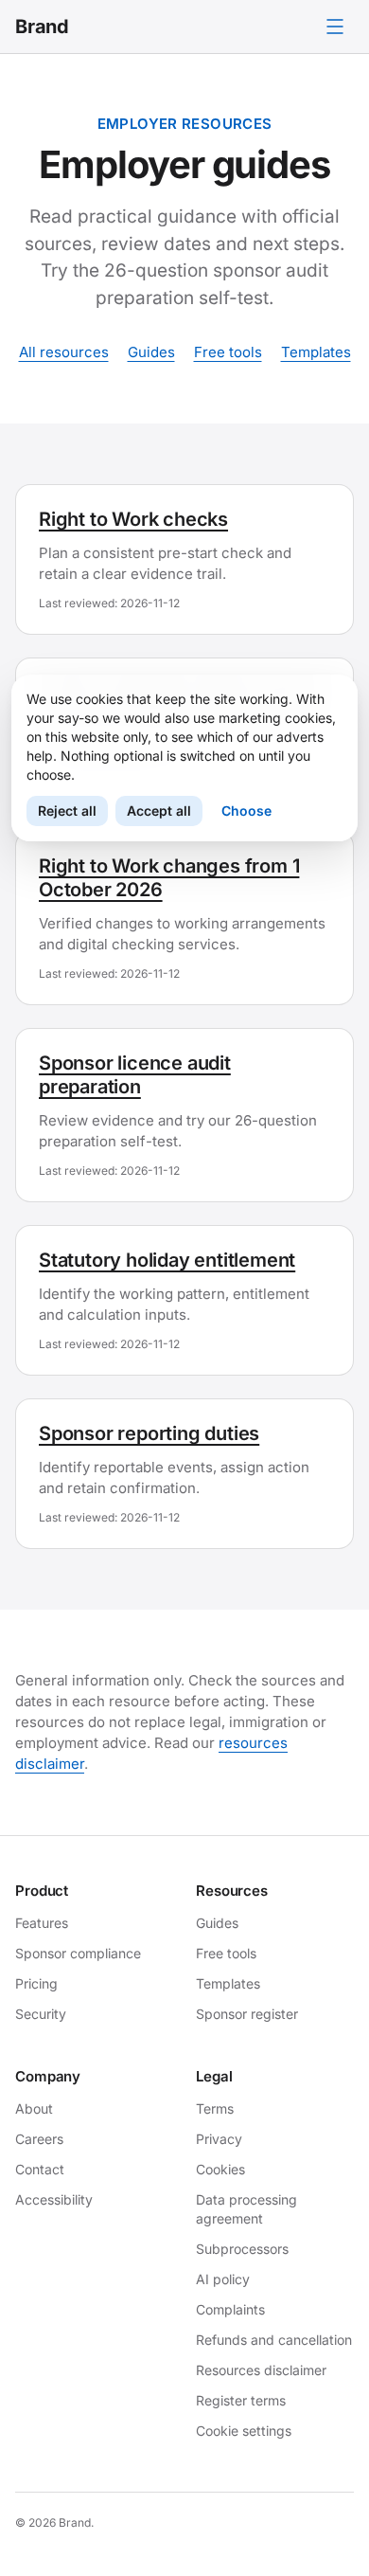 Brand
EMPLOYER RESOURCES
Employer guides
Read practical guidance with official
sources, review dates and next steps.
Try the 26-question sponsor audit
preparation self-test.
All resources Guides Free tools Templates
Right to Work checks
Plan a consistent pre-start check and
retain a clear evidence trail.
Last reviewed: 2026-11-12
We use cookies that keep the site working. With
your say-so we would also use marketing cookies,
on this website only, to see which of our adverts
help. Nothing optional is switched on until you
choose.
Reject all Accept all Choose
Right to Work changes from 1
October 2026
Verified changes to working arrangements
and digital checking services.
Last reviewed: 2026-11-12
Sponsor licence audit
preparation
Review evidence and try our 26-question
preparation self-test.
Last reviewed: 2026-11-12
Statutory holiday entitlement
Identify the working pattern, entitlement
and calculation inputs.
Last reviewed: 2026-11-12
Sponsor reporting duties
Identify reportable events, assign action
and retain confirmation.
Last reviewed: 2026-11-12
General information only. Check the sources and
dates in each resource before acting. These
resources do not replace legal, immigration or
employment advice. Read our resources
disclaimer.
Product
Features
Sponsor compliance
Pricing
Security
Resources
Guides
Free tools
Templates
Sponsor register
Company
About
Careers
Contact
Accessibility
Legal
Terms
Privacy
Cookies
Data processing
agreement
Subprocessors
AI policy
Complaints
Refunds and cancellation
Resources disclaimer
Register terms
Cookie settings
© 2026 Brand.